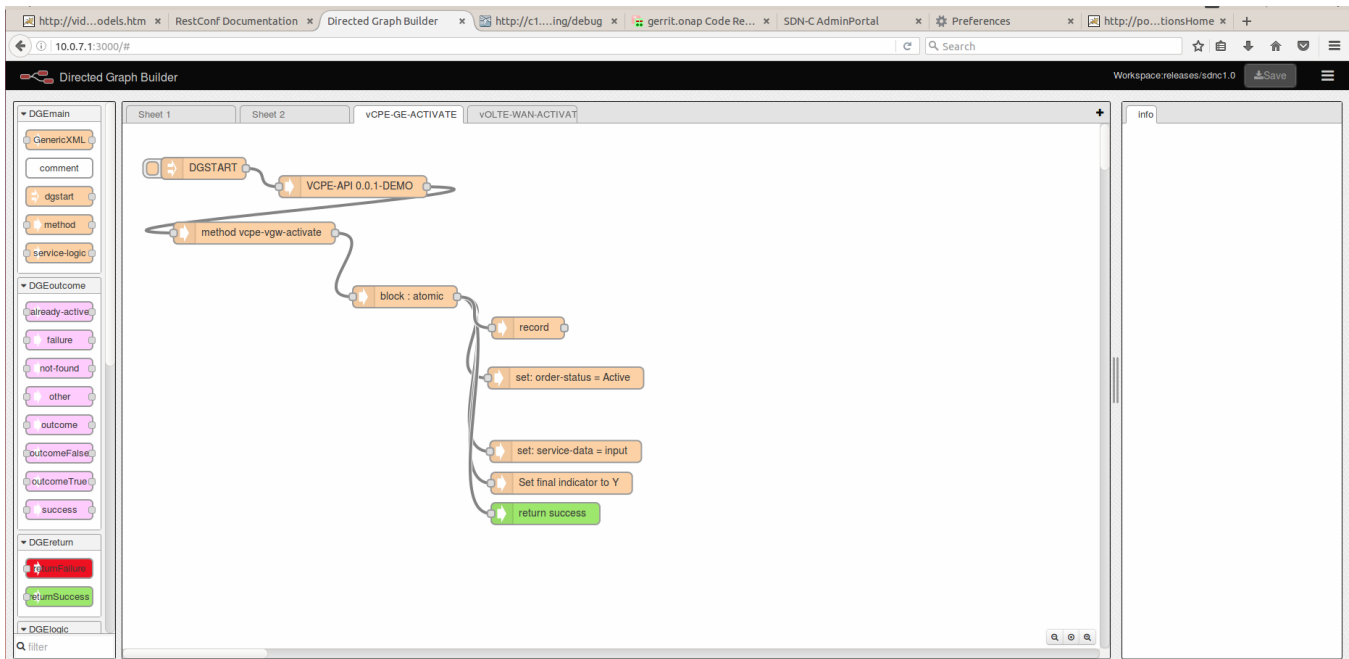 http://vid...odels.htm × RestConf Documentation × Directed Graph Builder × http://c1....ing/debug × gerrit.onap Code Re... × SDN-C AdminPortal × Preferences × http://po...tionsHome × +
10.0.7.1:3000/# Search
Directed Graph Builder Workspace:releases/sdnc1.0 Save
DGEmain
GenericXML
comment
dgstart
method
service-logic
DGEoutcome
already-active
failure
not-found
other
outcome
outcomeFalse
outcomeTrue
success
DGEreturn
returnFailure
returnSuccess
DGElogic
filter
Sheet 1 Sheet 2 vCPE-GE-ACTIVATE vOLTE-WAN-ACTIVAT +
DGSTART
VCPE-API 0.0.1-DEMO
method vcpe-vgw-activate
block : atomic
record
set: order-status = Active
set: service-data = input
Set final indicator to Y
return success
info